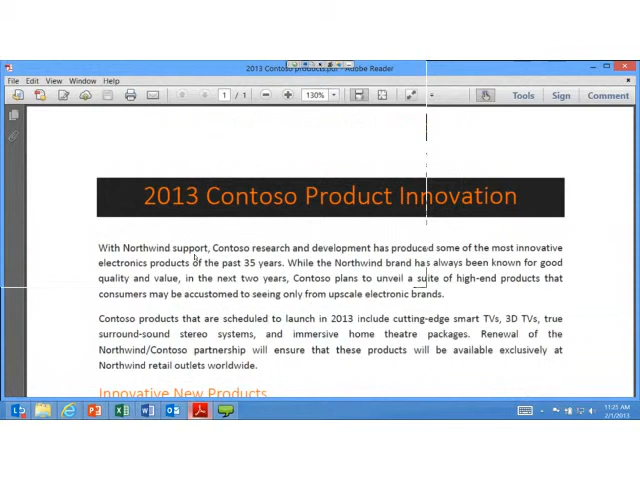 2013 Contoso products.pdf - Adobe Reader
File Edit View Window Help
1 / 1 130% Tools Sign Comment
2013 Contoso Product Innovation
With Northwind support, Contoso research and development has produced some of the most innovative
electronics products of the past 35 years. While the Northwind brand has always been known for good
quality and value, in the next two years, Contoso plans to unveil a suite of high-end products that
consumers may be accustomed to seeing only from upscale electronic brands.
Contoso products that are scheduled to launch in 2013 include cutting-edge smart TVs, 3D TVs, true
surround-sound stereo systems, and immersive home theatre packages. Renewal of the
Northwind/Contoso partnership will ensure that these products will be available exclusively at
Northwind retail outlets worldwide.
Innovative New Products
11:25 AM
2/1/2013